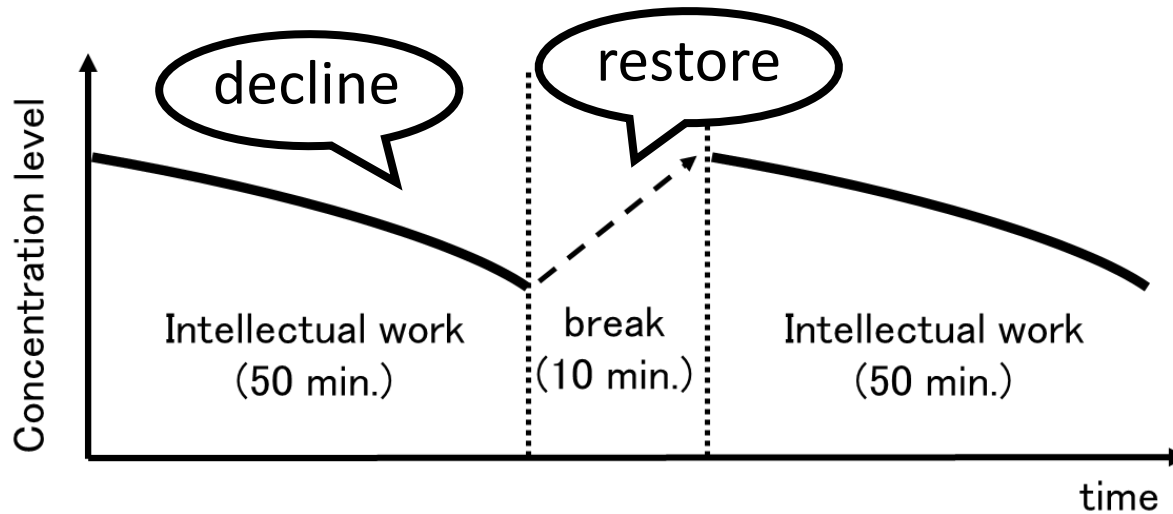 decline
restore
Concentration level
Intellectual work
(50 min.)
break
(10 min.)
Intellectual work
(50 min.)
time